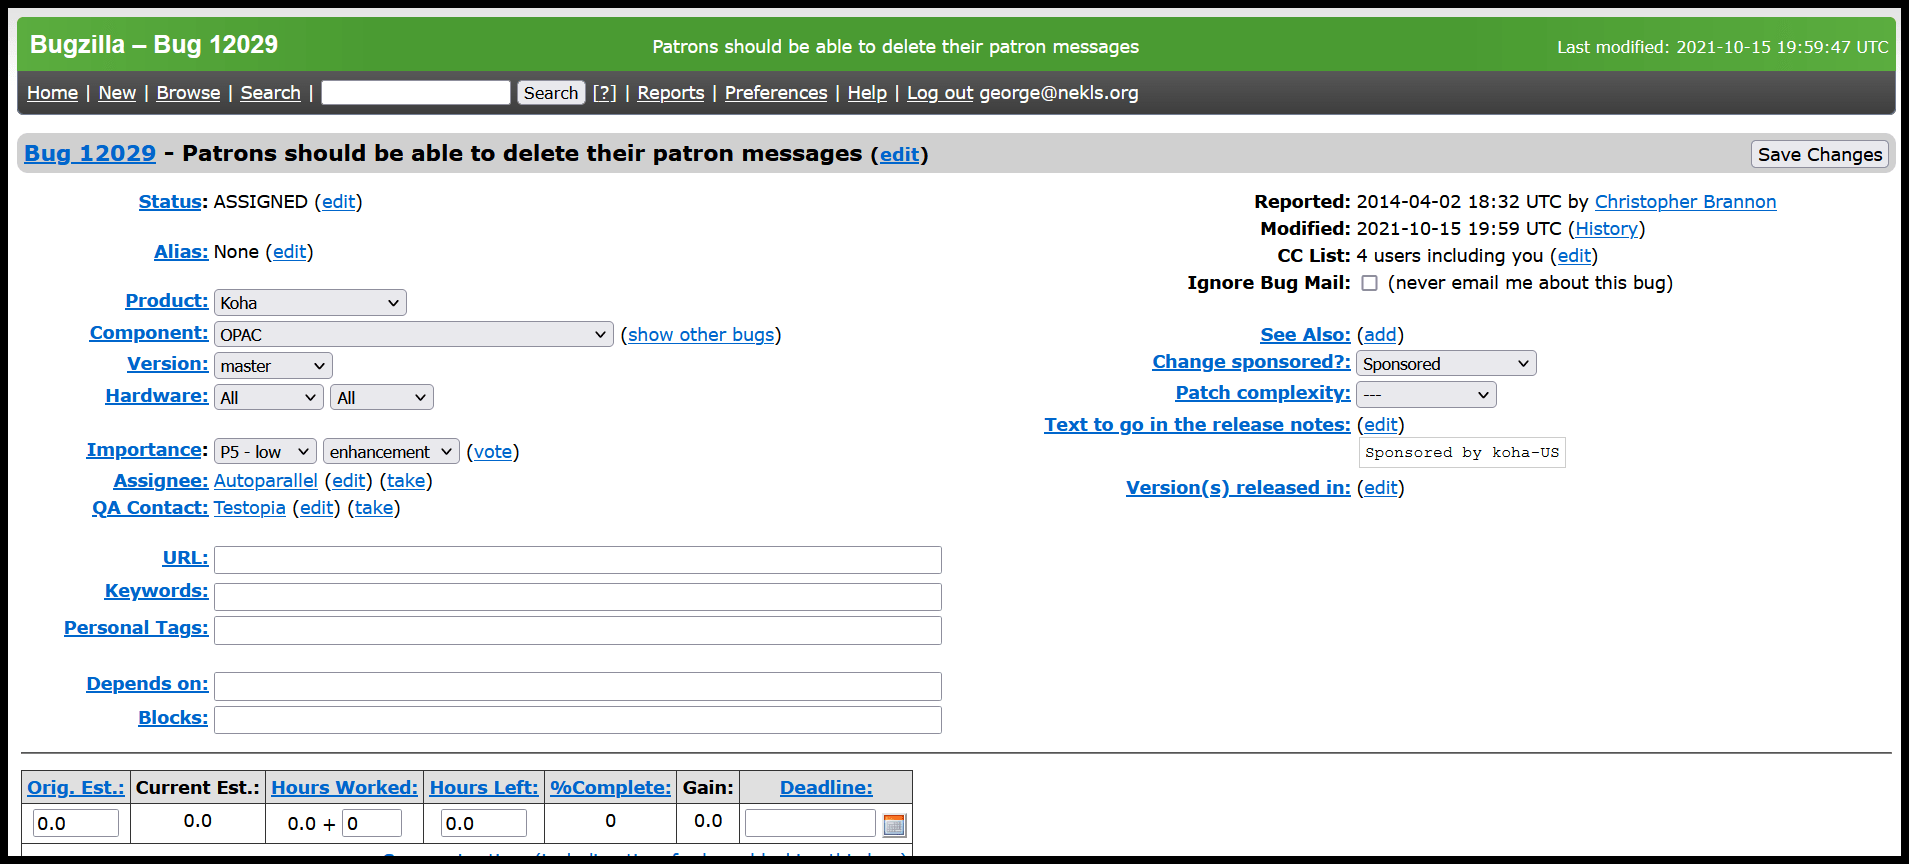 Bugzilla – Bug 12029 Patrons should be able to delete their patron messages Last modified: 2021-10-15 19:59:47 UTC
Home | New | Browse | Search | Search [?] | Reports | Preferences | Help | Log out george@nekls.org
Bug 12029 - Patrons should be able to delete their patron messages (edit) Save Changes
Status: ASSIGNED (edit)
Alias: None (edit)
Product: Koha
Component: OPAC (show other bugs)
Version: master
Hardware: All All
Importance: P5 - low enhancement (vote)
Assignee: Autoparallel (edit) (take)
QA Contact: Testopia (edit) (take)
URL:
Keywords:
Personal Tags:
Depends on:
Blocks:
Reported: 2014-04-02 18:32 UTC by Christopher Brannon
Modified: 2021-10-15 19:59 UTC (History)
CC List: 4 users including you (edit)
Ignore Bug Mail: (never email me about this bug)
See Also: (add)
Change sponsored?: Sponsored
Patch complexity: ---
Text to go in the release notes: (edit)
Sponsored by koha-US
Version(s) released in: (edit)
Orig. Est.: Current Est.: Hours Worked: Hours Left: %Complete: Gain: Deadline:
0.0 0.0 0.0 + 0 0.0 0 0.0